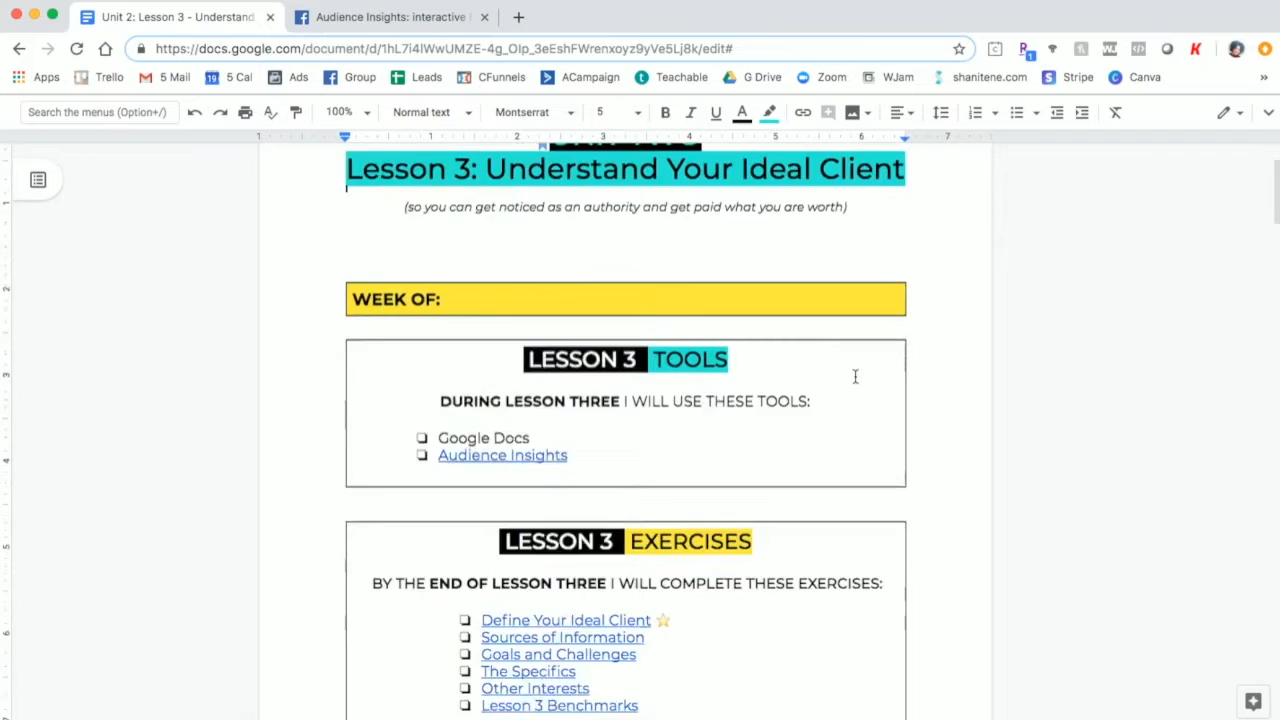 Unit 2: Lesson 3 - Understand
Audience Insights: interactive
https://docs.google.com/document/d/1hL7i4lWwUMZE-4g_OIp_3eEshFWrenxoyz9yVe5Lj8k/edit#
Apps Trello 5 Mail 5 Cal Ads Group Leads CFunnels ACampaign Teachable G Drive Zoom WJam shanitene.com Stripe Canva »
Search the menus (Option+/) 100% Normal text Montserrat 5 B I U A
Lesson 3: Understand Your Ideal Client
(so you can get noticed as an authority and get paid what you are worth)
WEEK OF:
LESSON 3 TOOLS
DURING LESSON THREE I WILL USE THESE TOOLS:
Google Docs
Audience Insights
LESSON 3 EXERCISES
BY THE END OF LESSON THREE I WILL COMPLETE THESE EXERCISES:
Define Your Ideal Client
Sources of Information
Goals and Challenges
The Specifics
Other Interests
Lesson 3 Benchmarks